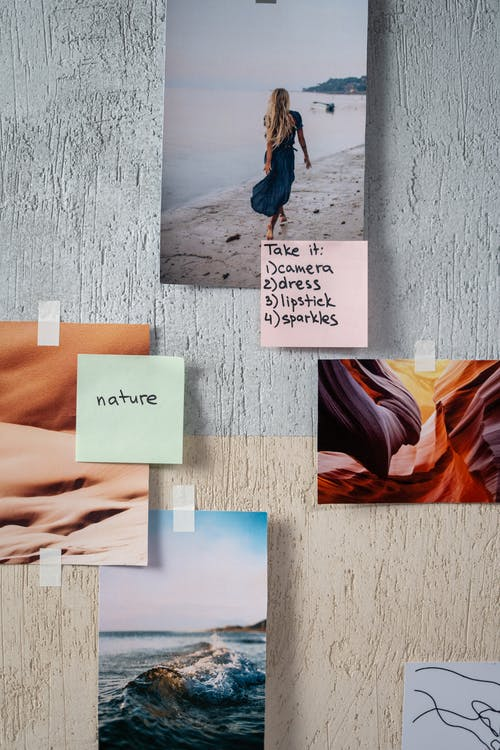 Take it:
1)camera
2)dress
3)lipstick
4)sparkles
nature